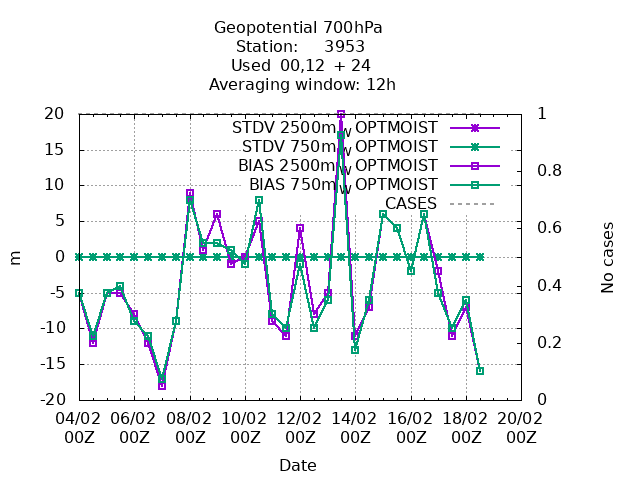 Geopotential 700hPa
Station: 3953
Used 00,12 + 24
Averaging window: 12h
STDV 2500m_W OPTMOIST
STDV 750m_W OPTMOIST
BIAS 2500m_W OPTMOIST
BIAS 750m_W OPTMOIST
CASES
20
15
10
5
0
-5
-10
-15
-20
m
1
0.8
0.6
0.4
0.2
0
No cases
04/02 06/02 08/02 10/02 12/02 14/02 16/02 18/02 20/02
00Z 00Z 00Z 00Z 00Z 00Z 00Z 00Z 00Z
Date